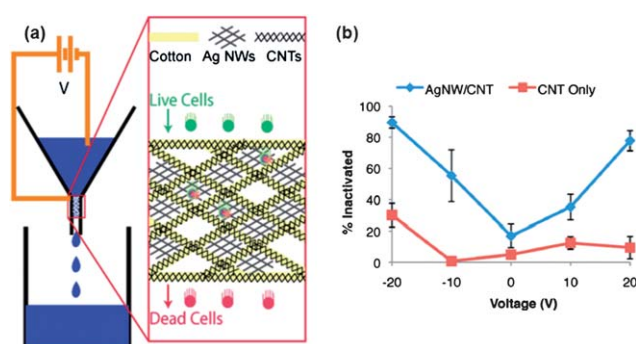 (a)
V
Cotton Ag NWs CNTs
Live Cells
Dead Cells
(b)
AgNW/CNT CNT Only
100
80
60
40
20
0
% Inactivated
-20 -10 0 10 20
Voltage (V)